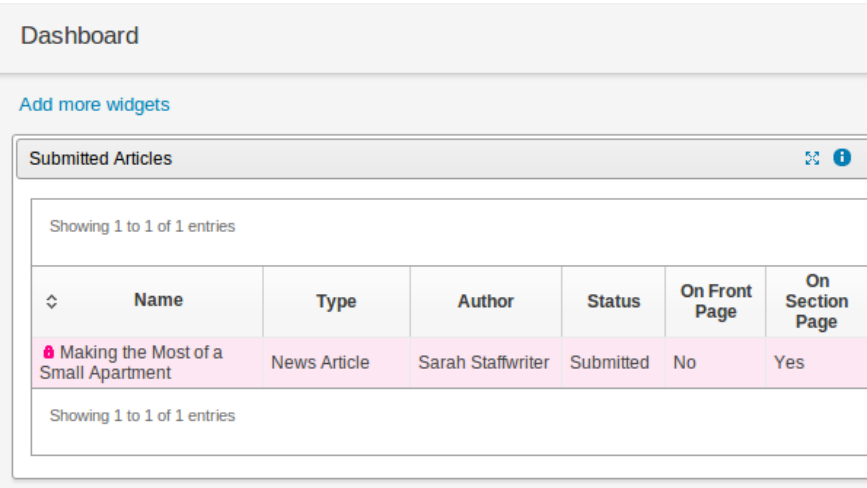 Dashboard
Add more widgets
Submitted Articles
Showing 1 to 1 of 1 entries
Name Type Author Status On Front Page On Section Page
Making the Most of a Small Apartment News Article Sarah Staffwriter Submitted No Yes
Showing 1 to 1 of 1 entries